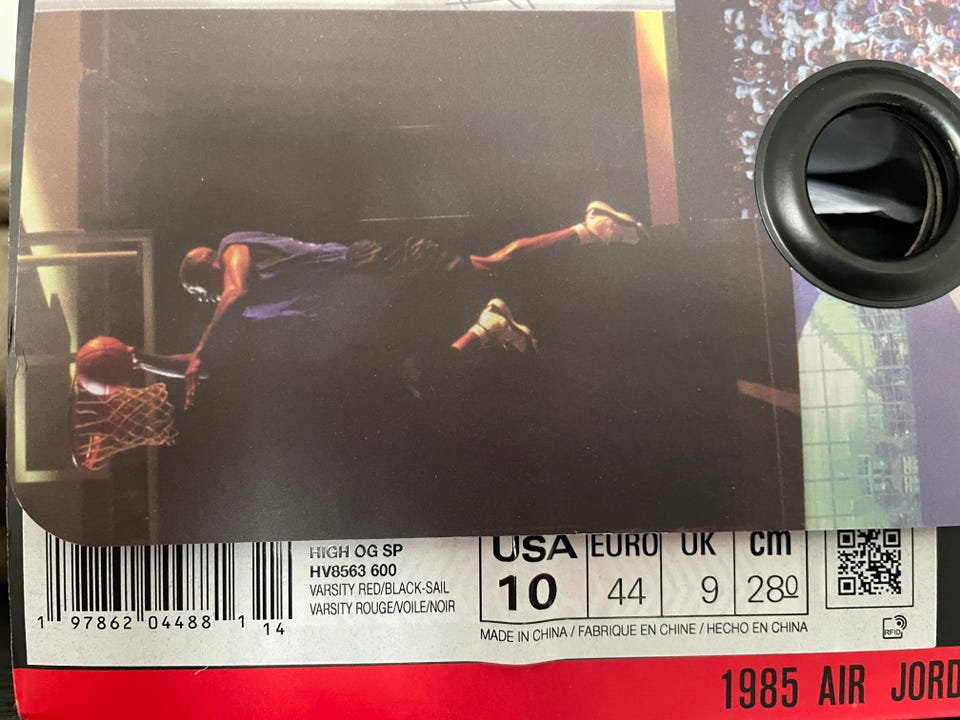 HIGH OG SP
HV8563 600
VARSITY RED/BLACK-SAIL
VARSITY ROUGE/VOILE/NOIR
USA EURO UK cm
10 44 9 280
1 97862 04488 1 14
MADE IN CHINA / FABRIQUE EN CHINE / HECHO EN CHINA
RFID
1985 AIR JORD